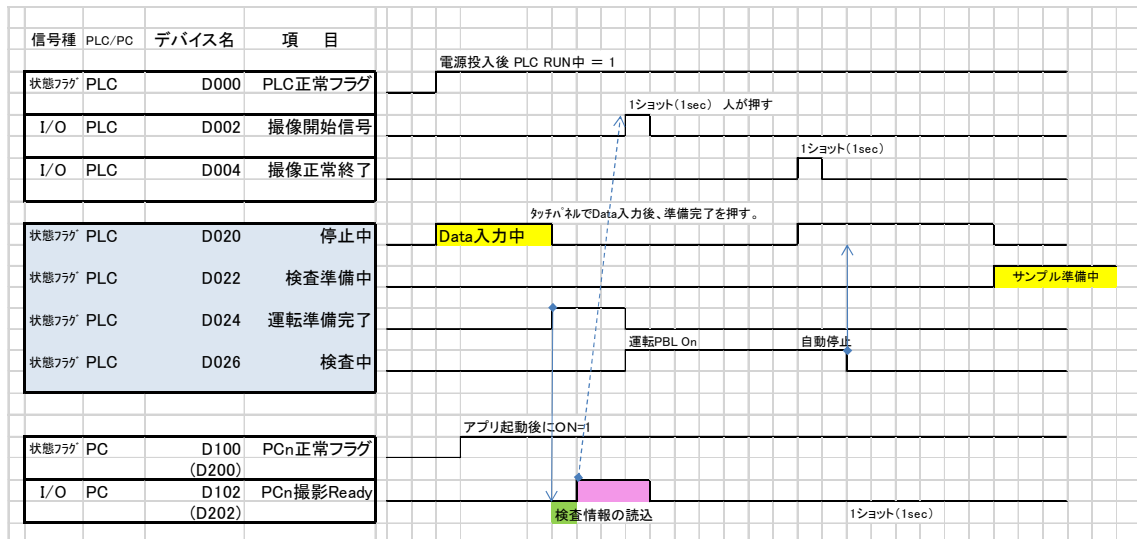 信号種 PLC/PC デバイス名 項 目
電源投入後 PLC RUN中 = 1
状態フラグ PLC D000 PLC正常フラグ
1ショット(1sec) 人が押す
I/O PLC D002 撮像開始信号
1ショット(1sec)
I/O PLC D004 撮像正常終了
タッチパネルでData入力後、準備完了を押す。
状態フラグ PLC D020 停止中 Data入力中
状態フラグ PLC D022 検査準備中 サンプル準備中
状態フラグ PLC D024 運転準備完了
運転PBL On 自動停止
状態フラグ PLC D026 検査中
アプリ起動後にON=1
状態フラグ PC D100 PCn正常フラグ
(D200)
I/O PC D102 PCn撮影Ready
(D202) 検査情報の読込 1ショット(1sec)